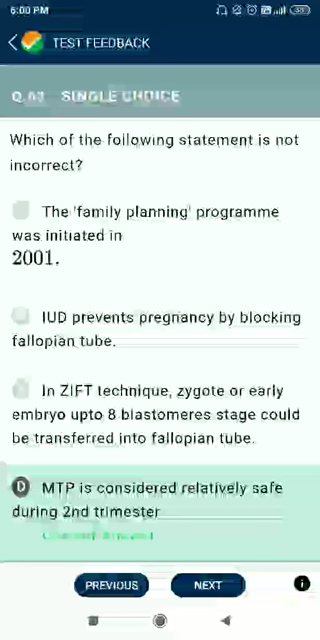 6:00 PM
TEST FEEDBACK
SINGLE CHOICE
Which of the following statement is not
incorrect?
The 'family planning' programme
was initiated in
2001.
IUD prevents pregnancy by blocking
fallopian tube.
In ZIFT technique, zygote or early
embryo upto 8 blastomeres stage could
be transferred into fallopian tube.
D MTP is considered relatively safe
during 2nd trimester
PREVIOUS NEXT